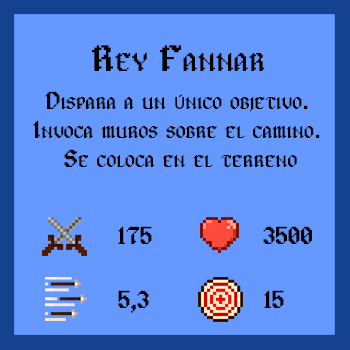 Rey Fannar
Dispara a un único objetivo.
Invoca muros sobre el camino.
Se coloca en el terreno
175 3500
5,3 15